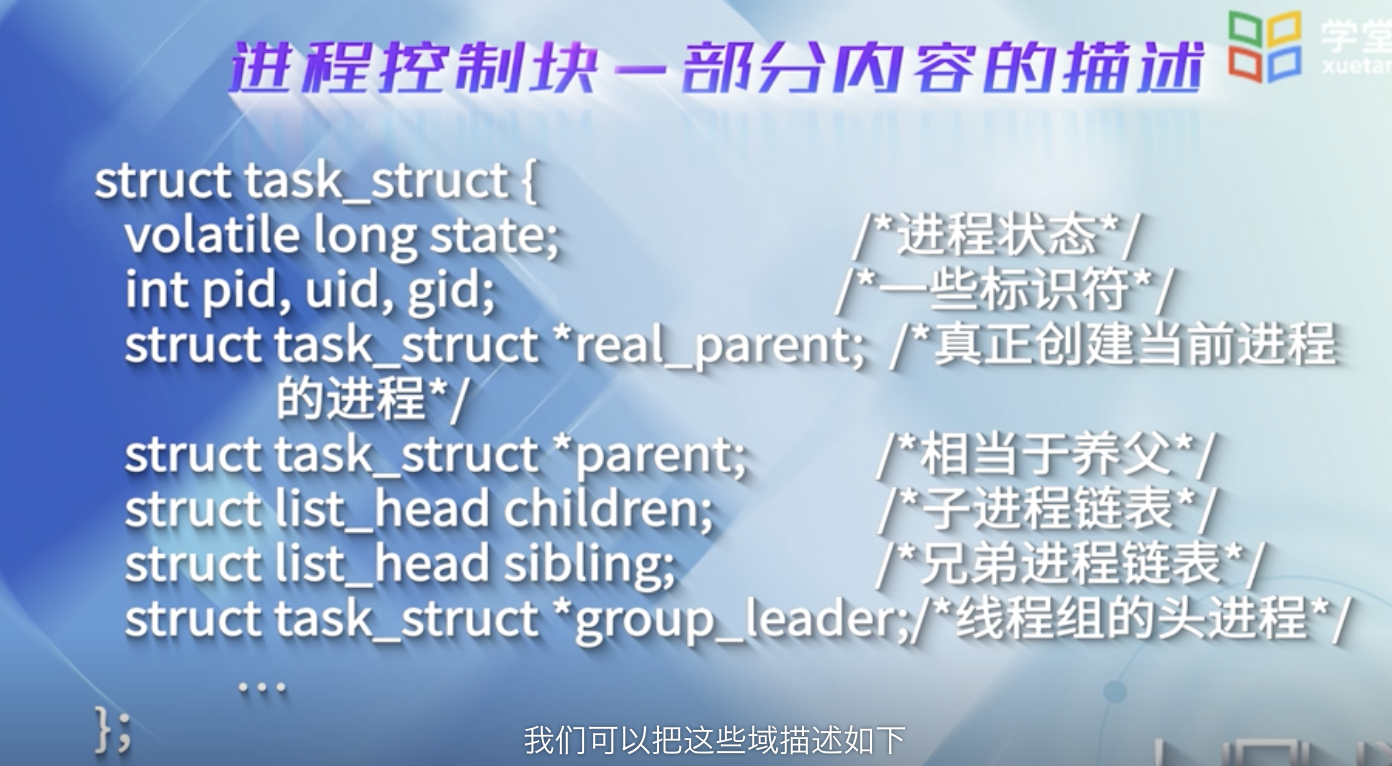 进程控制块—部分内容的描述
学堂
xuetan
struct task_struct {
volatile long state; /*进程状态*/
int pid, uid, gid; /*一些标识符*/
struct task_struct *real_parent; /*真正创建当前进程
的进程*/
struct task_struct *parent; /*相当于养父*/
struct list_head children; /*子进程链表*/
struct list_head sibling; /*兄弟进程链表*/
struct task_struct *group_leader;/*线程组的头进程*/
...
};
我们可以把这些域描述如下